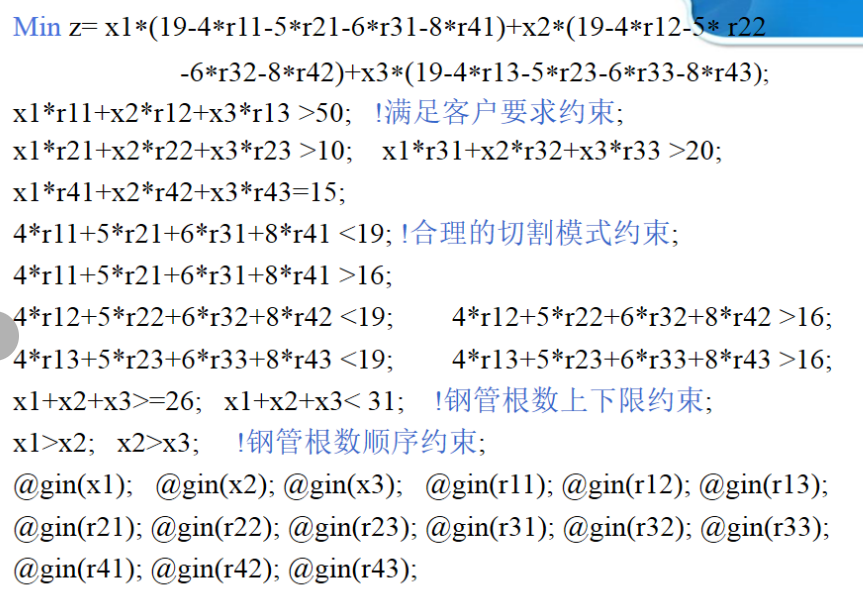 Min z= x1*(19-4*r11-5*r21-6*r31-8*r41)+x2*(19-4*r12-5* r22
-6*r32-8*r42)+x3*(19-4*r13-5*r23-6*r33-8*r43);
x1*r11+x2*r12+x3*r13 >50; !满足客户要求约束;
x1*r21+x2*r22+x3*r23 >10; x1*r31+x2*r32+x3*r33 >20;
x1*r41+x2*r42+x3*r43=15;
4*r11+5*r21+6*r31+8*r41 <19; !合理的切割模式约束;
4*r11+5*r21+6*r31+8*r41 >16;
4*r12+5*r22+6*r32+8*r42 <19; 4*r12+5*r22+6*r32+8*r42 >16;
4*r13+5*r23+6*r33+8*r43 <19; 4*r13+5*r23+6*r33+8*r43 >16;
x1+x2+x3>=26; x1+x2+x3< 31; !钢管根数上下限约束;
x1>x2; x2>x3; !钢管根数顺序约束;
@gin(x1); @gin(x2); @gin(x3); @gin(r11); @gin(r12); @gin(r13);
@gin(r21); @gin(r22); @gin(r23); @gin(r31); @gin(r32); @gin(r33);
@gin(r41); @gin(r42); @gin(r43);